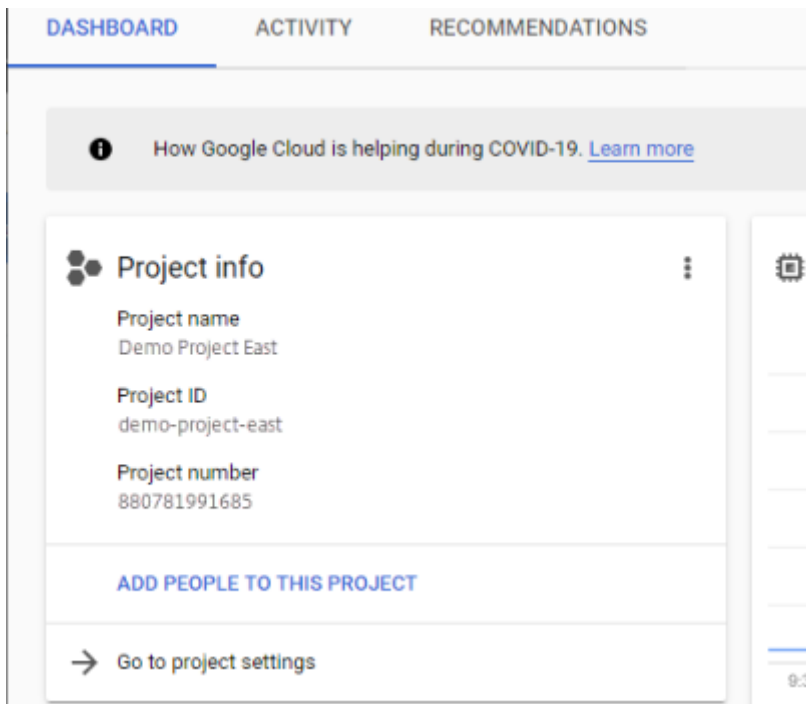 DASHBOARD ACTIVITY RECOMMENDATIONS
How Google Cloud is helping during COVID-19. Learn more
Project info
Project name
Demo Project East
Project ID
demo-project-east
Project number
880781991685
ADD PEOPLE TO THIS PROJECT
Go to project settings